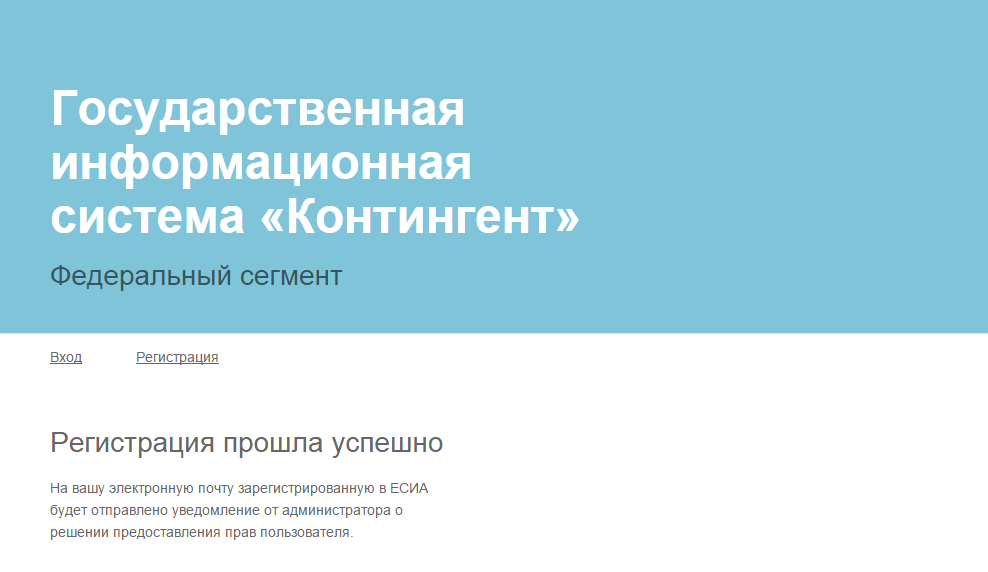 Государственная
информационная
система «Контингент»
Федеральный сегмент
Вход Регистрация
Регистрация прошла успешно
На вашу электронную почту зарегистрированную в ЕСИА
будет отправлено уведомление от администратора о
решении предоставления прав пользователя.